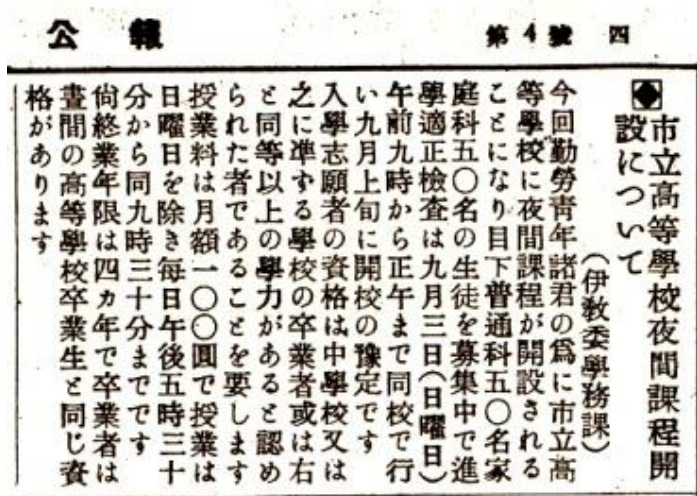 公報
第4號 四
◆市立高等學校夜間課程開
設について
(伊敎委學務課)
今回勤勞靑年諸君の爲に市立高
等學校に夜間課程が開設される
ことになり目下普通科五〇名家
庭科五〇名の生徒を募集中で進
學適正檢査は九月三日(日曜日)
午前九時から正午まで同校で行
い九月上旬に開校の豫定です
入學志願者の資格は中學校又は
之に準ずる學校の卒業者或は右
と同等以上の學力があると認め
られた者であることを要します
授業料は月額一〇〇圓で授業は
日曜日を除き每日午後五時三十
分から同九時三十分までです
尙終業年限は四カ年で卒業者は
晝間の高等學校卒業生と同じ資
格があります